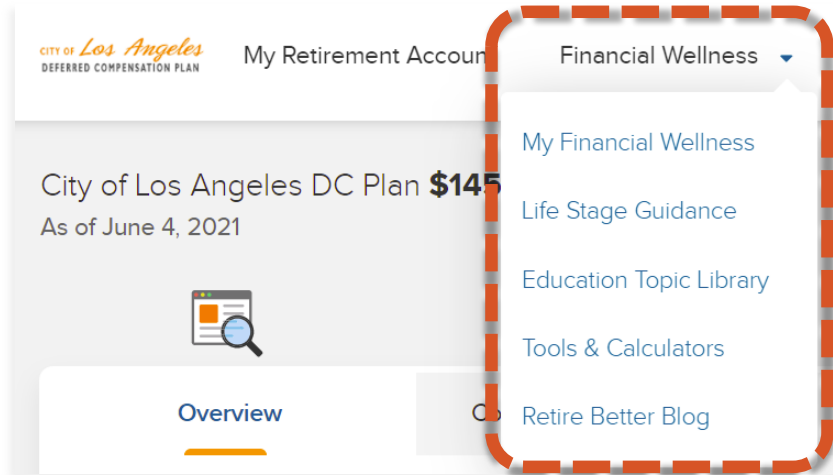 CITY OF Los Angeles
DEFERRED COMPENSATION PLAN
My Retirement Accoun
Financial Wellness
My Financial Wellness
Life Stage Guidance
Education Topic Library
Tools & Calculators
Retire Better Blog
City of Los Angeles DC Plan $145
As of June 4, 2021
Overview
Co